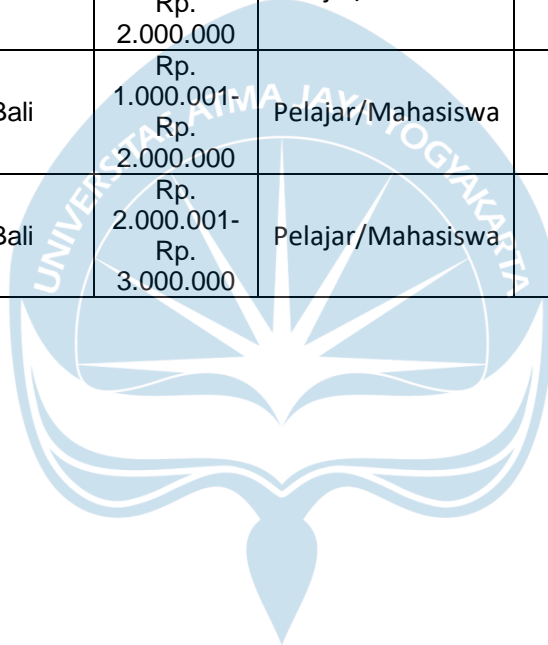 Rp.
2.000.000
Bali
Rp.
1.000.001-
Rp.
2.000.000
Pelajar/Mahasiswa
Bali
Rp.
2.000.001-
Rp.
3.000.000
Pelajar/Mahasiswa
UNIVERSITAS ATMA JAYA YOGYAKARTA